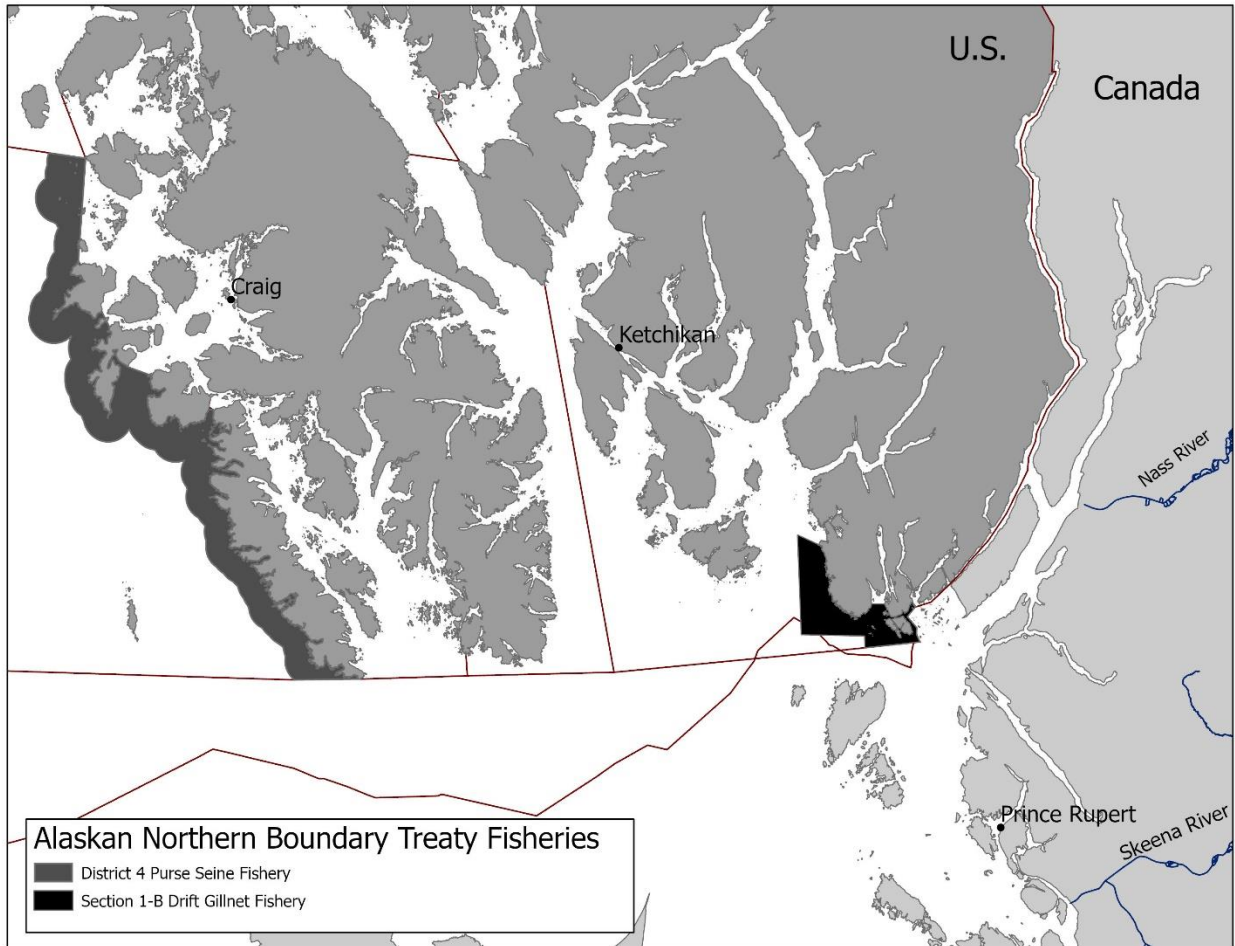 U.S.
Canada
Craig
Ketchikan
Nass River
Prince Rupert
Skeena River
Alaskan Northern Boundary Treaty Fisheries
District 4 Purse Seine Fishery
Section 1-B Drift Gillnet Fishery